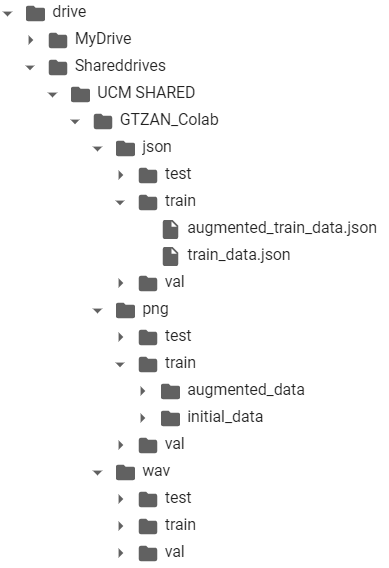 drive
MyDrive
Shareddrives
UCM SHARED
GTZAN_Colab
json
test
train
augmented_train_data.json
train_data.json
val
png
test
train
augmented_data
initial_data
val
wav
test
train
val